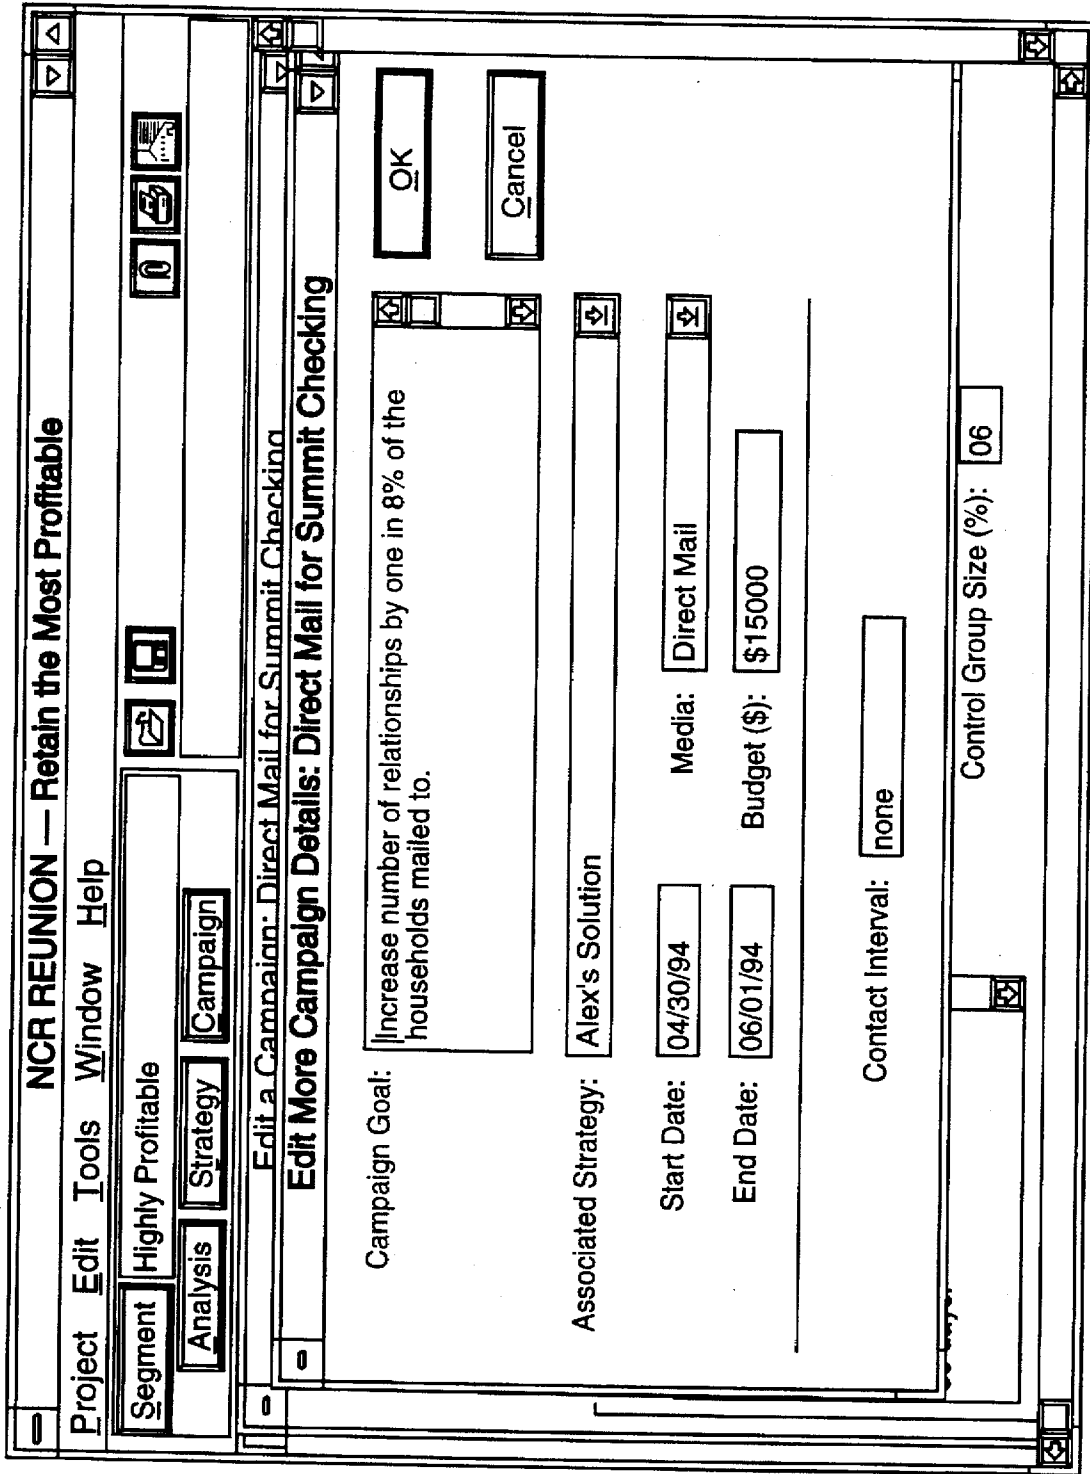 NCR REUNION — Retain the Most Profitable
Project Edit Tools Window Help
Segment Highly Profitable
Analysis Strategy Campaign
Edit a Campaign: Direct Mail for Summit Checking
Edit More Campaign Details: Direct Mail for Summit Checking
Campaign Goal: Increase number of relationships by one in 8% of the
households mailed to.
OK
Cancel
Associated Strategy: Alex's Solution
Start Date: 04/30/94 Media: Direct Mail
End Date: 06/01/94 Budget ($): $15000
Contact Interval: none
Control Group Size (%): 06